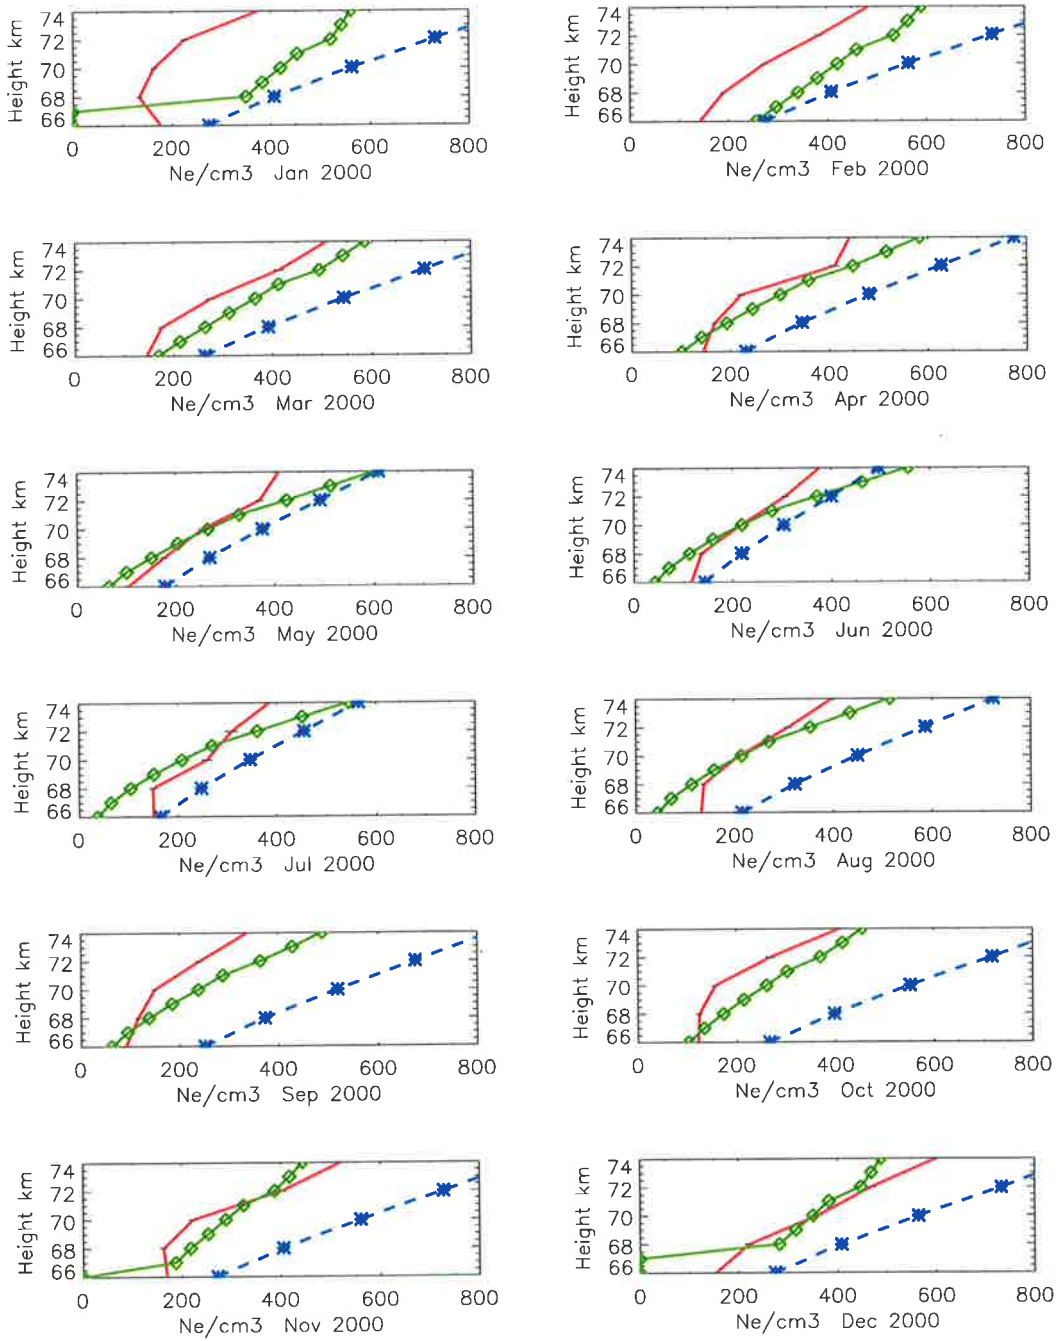 74
72
70
68
66
Height km
0 200 400 600 800
Ne/cm3 Jan 2000
74
72
70
68
66
Height km
0 200 400 600 800
Ne/cm3 Feb 2000
74
72
70
68
66
Height km
0 200 400 600 800
Ne/cm3 Mar 2000
74
72
70
68
66
Height km
0 200 400 600 800
Ne/cm3 Apr 2000
74
72
70
68
66
Height km
0 200 400 600 800
Ne/cm3 May 2000
74
72
70
68
66
Height km
0 200 400 600 800
Ne/cm3 Jun 2000
74
72
70
68
66
Height km
0 200 400 600 800
Ne/cm3 Jul 2000
74
72
70
68
66
Height km
0 200 400 600 800
Ne/cm3 Aug 2000
74
72
70
68
66
Height km
0 200 400 600 800
Ne/cm3 Sep 2000
74
72
70
68
66
Height km
0 200 400 600 800
Ne/cm3 Oct 2000
74
72
70
68
66
Height km
0 200 400 600 800
Ne/cm3 Nov 2000
74
72
70
68
66
Height km
0 200 400 600 800
Ne/cm3 Dec 2000